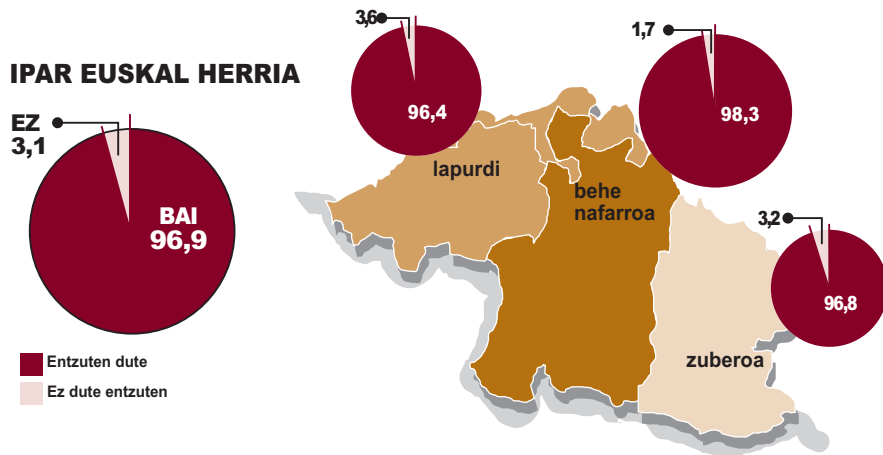 IPAR EUSKAL HERRIA
EZ
3,1
BAI
96,9
Entzuten dute
Ez dute entzuten
3,6
96,4
1,7
98,3
lapurdi
behe
nafarroa
3,2
96,8
zuberoa